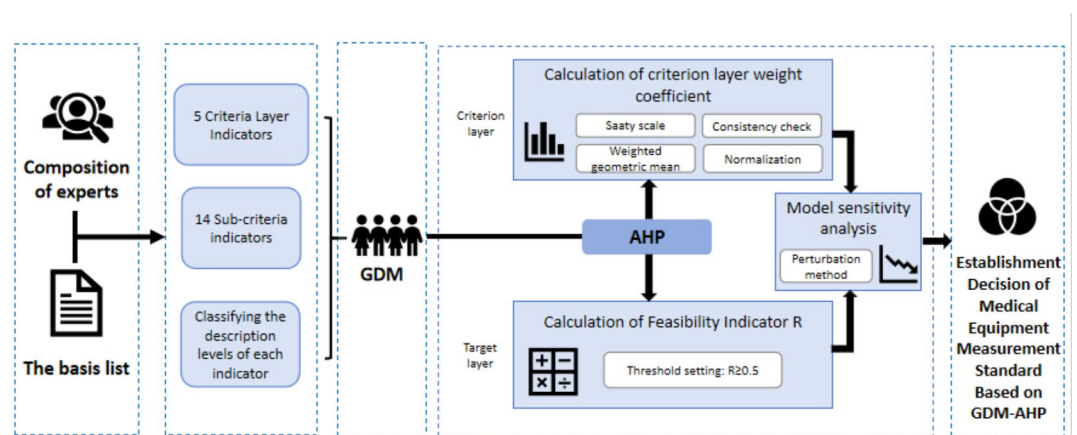 Composition
of experts
The basis list
5 Criteria Layer
Indicators
14 Sub-criteria
indicators
Classifying the
description
levels of each
indicator
GDM
Criterion
layer
Calculation of criterion layer weight
coefficient
Saaty scale
Consistency check
Weighted
geometric mean
Normalization
AHP
Target
layer
Calculation of Feasibility Indicator R
Threshold setting: R≥0.5
Model sensitivity
analysis
Perturbation
method
Establishment
Decision of
Medical
Equipment
Measurement
Standard
Based on
GDM-AHP